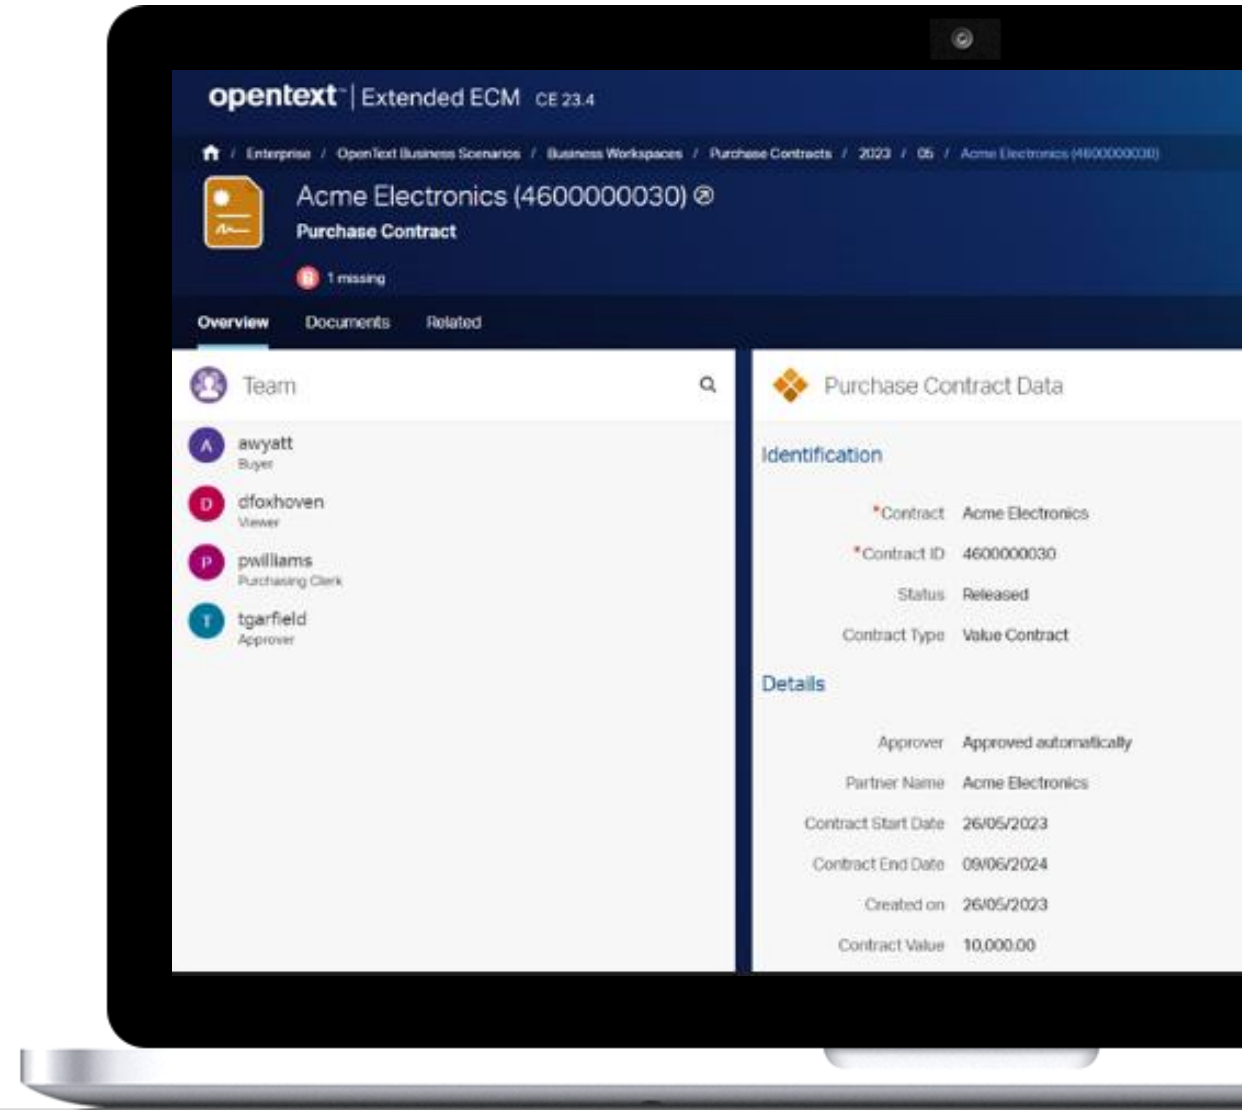 opentext™ | Extended ECM CE 23.4
/ Enterprise / OpenText Business Scenarios / Business Workspaces / Purchase Contracts / 2023 / 05 / Acme Electronics (4600000030)
Acme Electronics (4600000030)
Purchase Contract
1 missing
Overview Documents Related
Team
A awyatt
Buyer
D dfoxhoven
Viewer
P pwilliams
Purchasing Clerk
T tgarfield
Approver
Purchase Contract Data
Identification
*Contract Acme Electronics
*Contract ID 4600000030
Status Released
Contract Type Value Contract
Details
Approver Approved automatically
Partner Name Acme Electronics
Contract Start Date 26/05/2023
Contract End Date 09/06/2024
Created on 26/05/2023
Contract Value 10,000.00